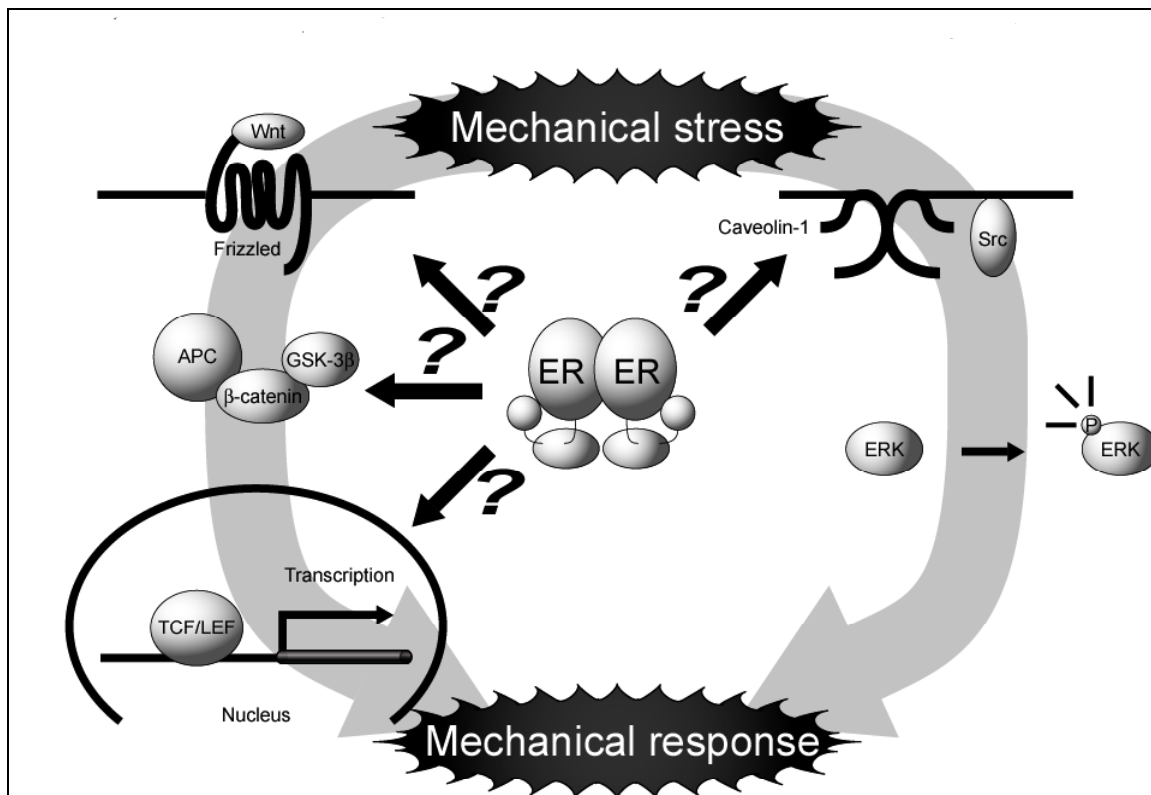 Mechanical stress
Wnt
Frizzled
Caveolin-1
Src
?
?
?
?
APC
GSK-3β
β-catenin
ER
ER
ERK
P
ERK
Transcription
TCF/LEF
Nucleus
Mechanical response